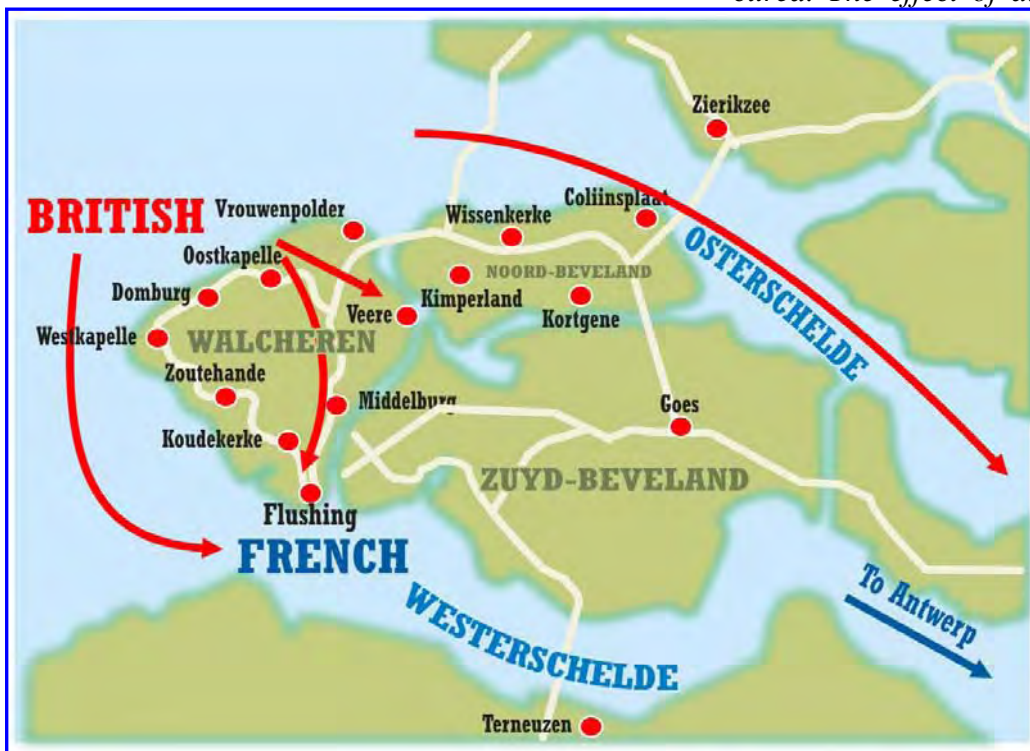 Zierikzee
BRITISH
Vrouwenpolder
Coliinsplaat
Wissenkerke
Oostkapelle
OSTERSCHELDE
NOORD-BEVELAND
Domburg
Kimperland
Veere
Kortgene
Westkapelle
WALCHEREN
Zoutehande
Middelburg
Goes
Koudekerke
ZUYD-BEVELAND
Flushing
FRENCH
To Antwerp
WESTERSCHELDE
Terneuzen